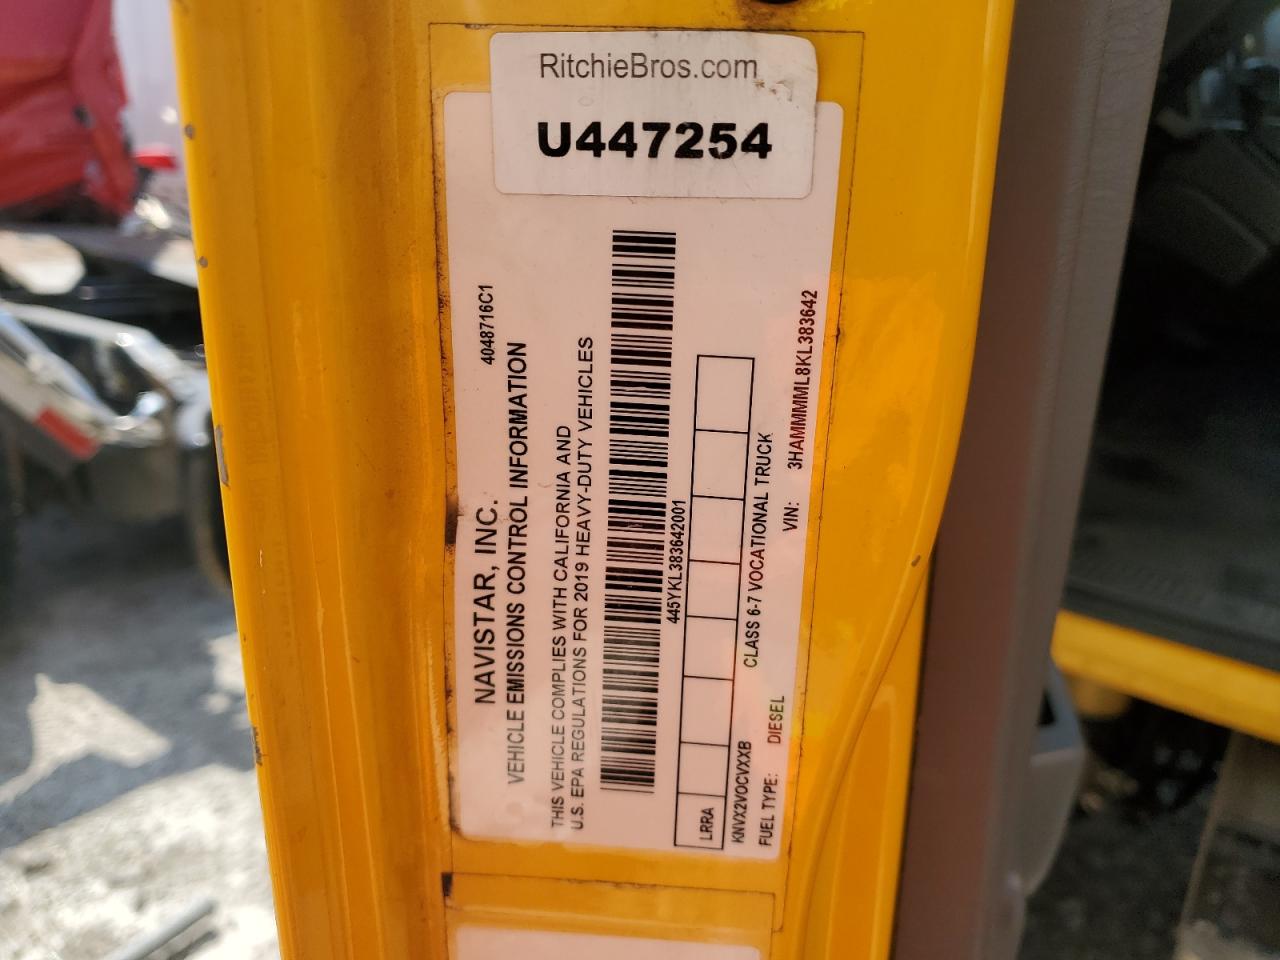 RitchieBros.com
U447254
4048716C1
NAVISTAR, INC.
VEHICLE EMISSIONS CONTROL INFORMATION
THIS VEHICLE COMPLIES WITH CALIFORNIA AND
U.S. EPA REGULATIONS FOR 2019 HEAVY-DUTY VEHICLES
445YKL383642001
LRRA
KNVX2VOCVXXB
CLASS 6-7 VOCATIONAL TRUCK
FUEL TYPE: DIESEL VIN: 3HAMMMML8KL383642